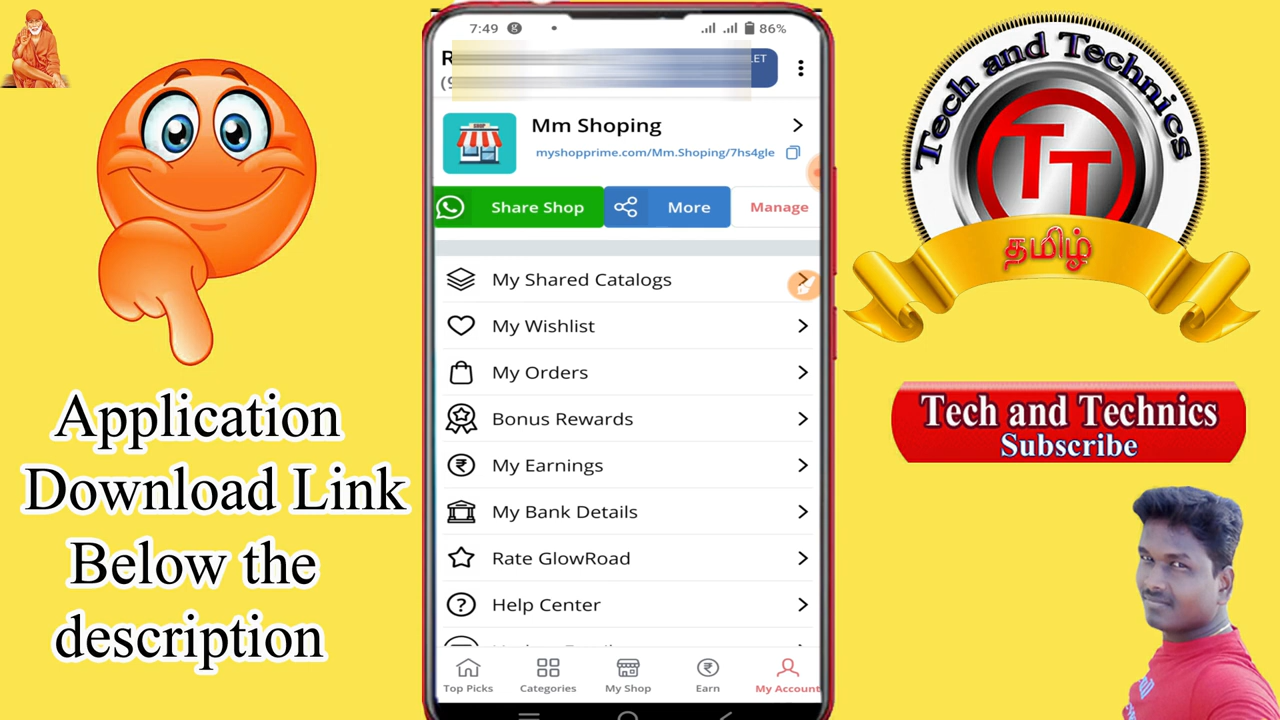 Application
Download Link
Below the
description
7:49
86%
R
(9
LET
Mm Shoping
myshopprime.com/Mm.Shoping/7hs4gle
Share Shop
More
Manage
My Shared Catalogs
My Wishlist
My Orders
Bonus Rewards
My Earnings
My Bank Details
Rate GlowRoad
Help Center
Top Picks
Categories
My Shop
Earn
My Account
Tech and Technics
TT
தமிழ்
Tech and Technics
Subscribe